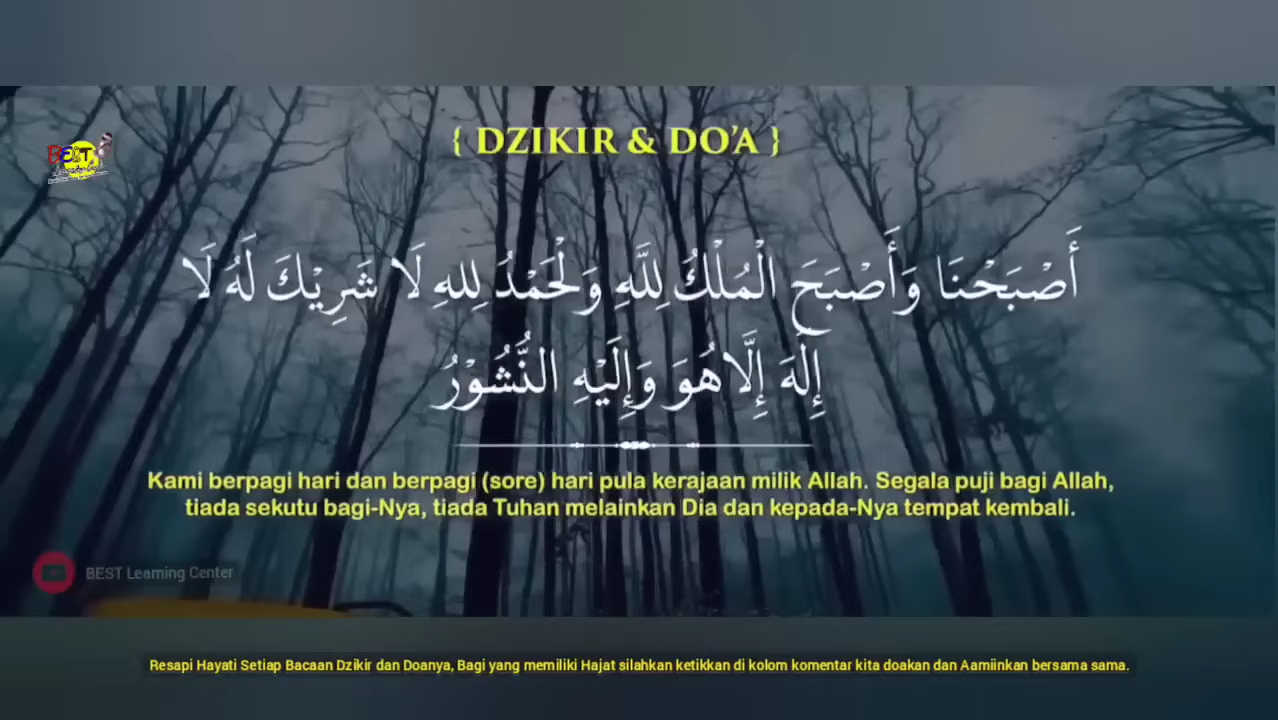 { DZIKIR & DO'A }
BEST
أَصْبَحْنَا وَأَصْبَحَ الْمُلْكُ لِلَّهِ وَلْحَمْدُ لِلهِ لَا شَرِيْكَ لَهُ لَا
إِلٰهَ إِلَّا هُوَ وَإِلَيْهِ النُّشُوْرُ
Kami berpagi hari dan berpagi (sore) hari pula kerajaan milik Allah. Segala puji bagi Allah,
tiada sekutu bagi-Nya, tiada Tuhan melainkan Dia dan kepada-Nya tempat kembali.
BEST Learning Center
Resapi Hayati Setiap Bacaan Dzikir dan Doanya, Bagi yang memiliki Hajat silahkan ketikkan di kolom komentar kita doakan dan Aamiinkan bersama sama.